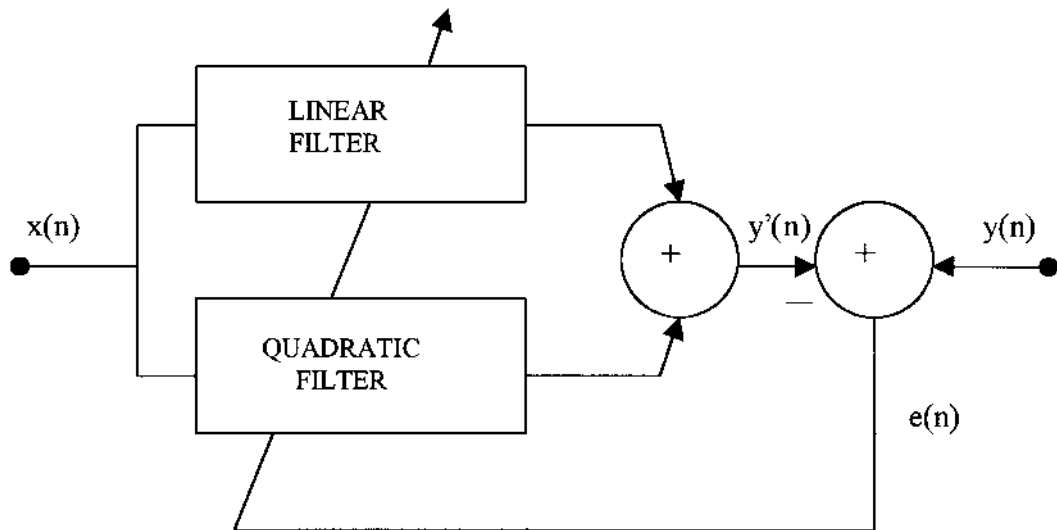 LINEAR
FILTER
x(n)
+
y'(n)
+
y(n)
—
QUADRATIC
FILTER
e(n)